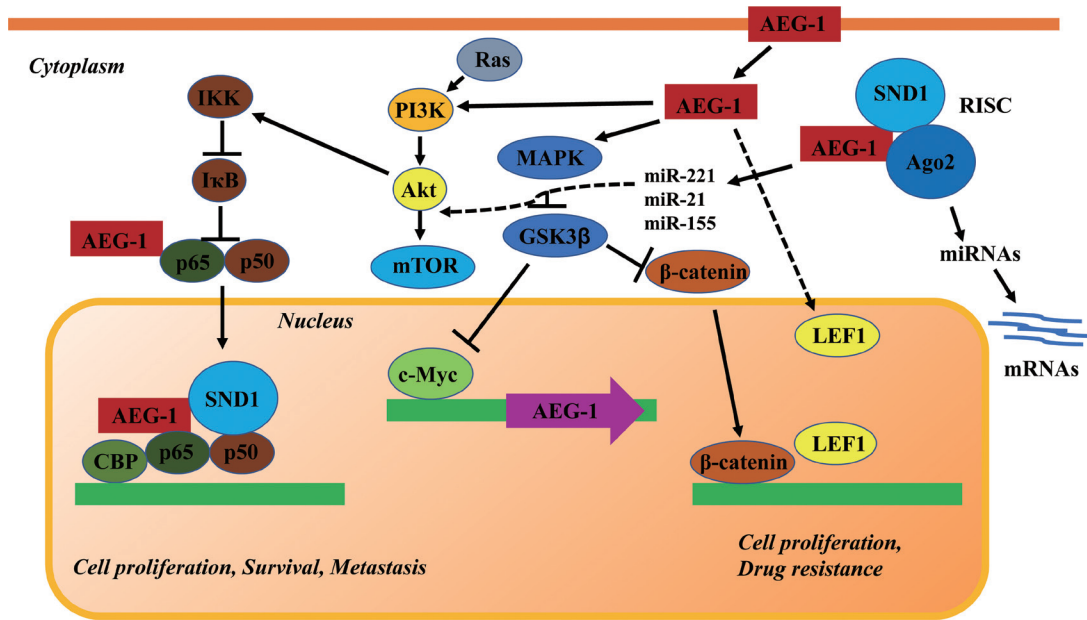 AEG-1
Cytoplasm
Ras
IKK
PI3K
AEG-1
SND1
RISC
AEG-1
Ago2
MAPK
IκB
Akt
miR-221
miR-21
miR-155
AEG-1
p65
p50
GSK3β
mTOR
β-catenin
miRNAs
Nucleus
LEF1
mRNAs
c-Myc
AEG-1
SND1
AEG-1
CBP
p65
p50
β-catenin
LEF1
Cell proliferation, Survival, Metastasis
Cell proliferation,
Drug resistance